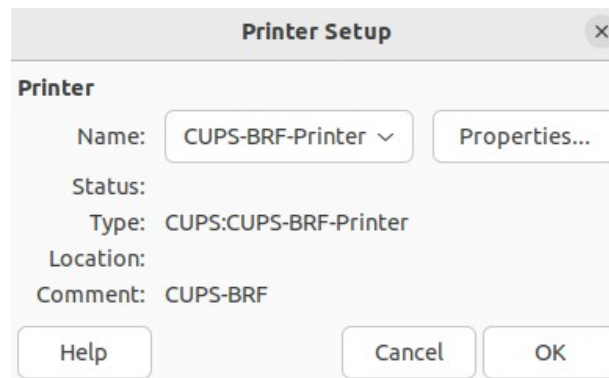 Printer Setup
Printer
Name: CUPS-BRF-Printer Properties...
Status:
Type: CUPS:CUPS-BRF-Printer
Location:
Comment: CUPS-BRF
Help Cancel OK